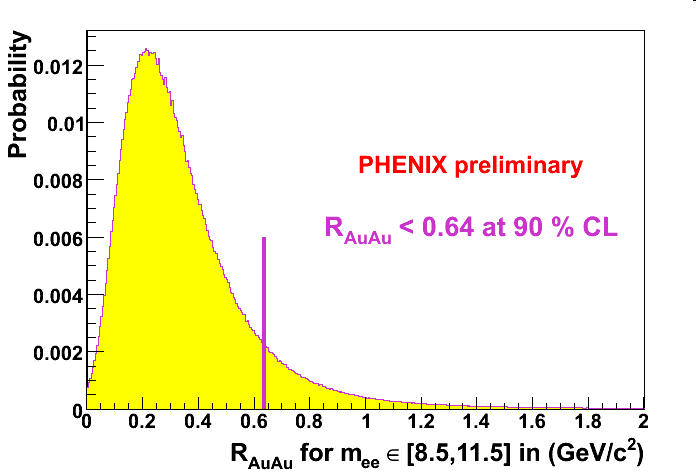 Probability
0.012
0.01
0.008
0.006
0.004
0.002
0
PHENIX preliminary
R_AuAu < 0.64 at 90 % CL
0 0.2 0.4 0.6 0.8 1 1.2 1.4 1.6 1.8 2
R_AuAu for m_ee ∈ [8.5,11.5] in (GeV/c²)